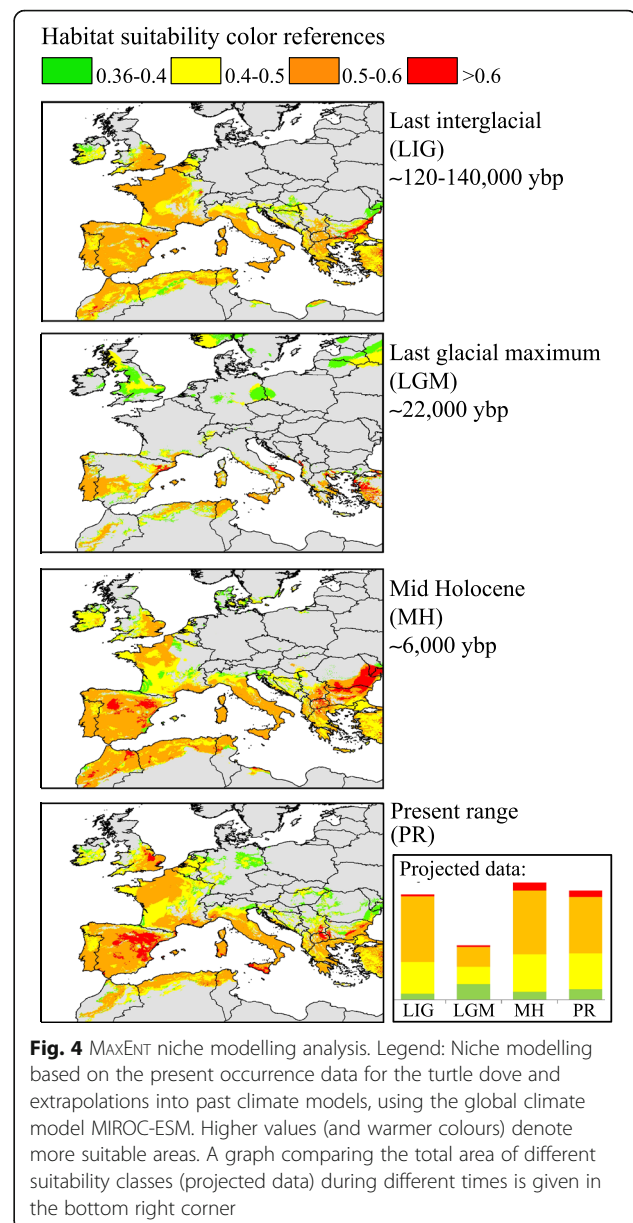 Habitat suitability color references
0.36-0.4 0.4-0.5 0.5-0.6 >0.6
Last interglacial
(LIG)
~120-140,000 ybp
Last glacial maximum
(LGM)
~22,000 ybp
Mid Holocene
(MH)
~6,000 ybp
Present range
(PR)
Projected data:
LIG LGM MH PR
Fig. 4 MAXENT niche modelling analysis. Legend: Niche modelling
based on the present occurrence data for the turtle dove and
extrapolations into past climate models, using the global climate
model MIROC-ESM. Higher values (and warmer colours) denote
more suitable areas. A graph comparing the total area of different
suitability classes (projected data) during different times is given in
the bottom right corner